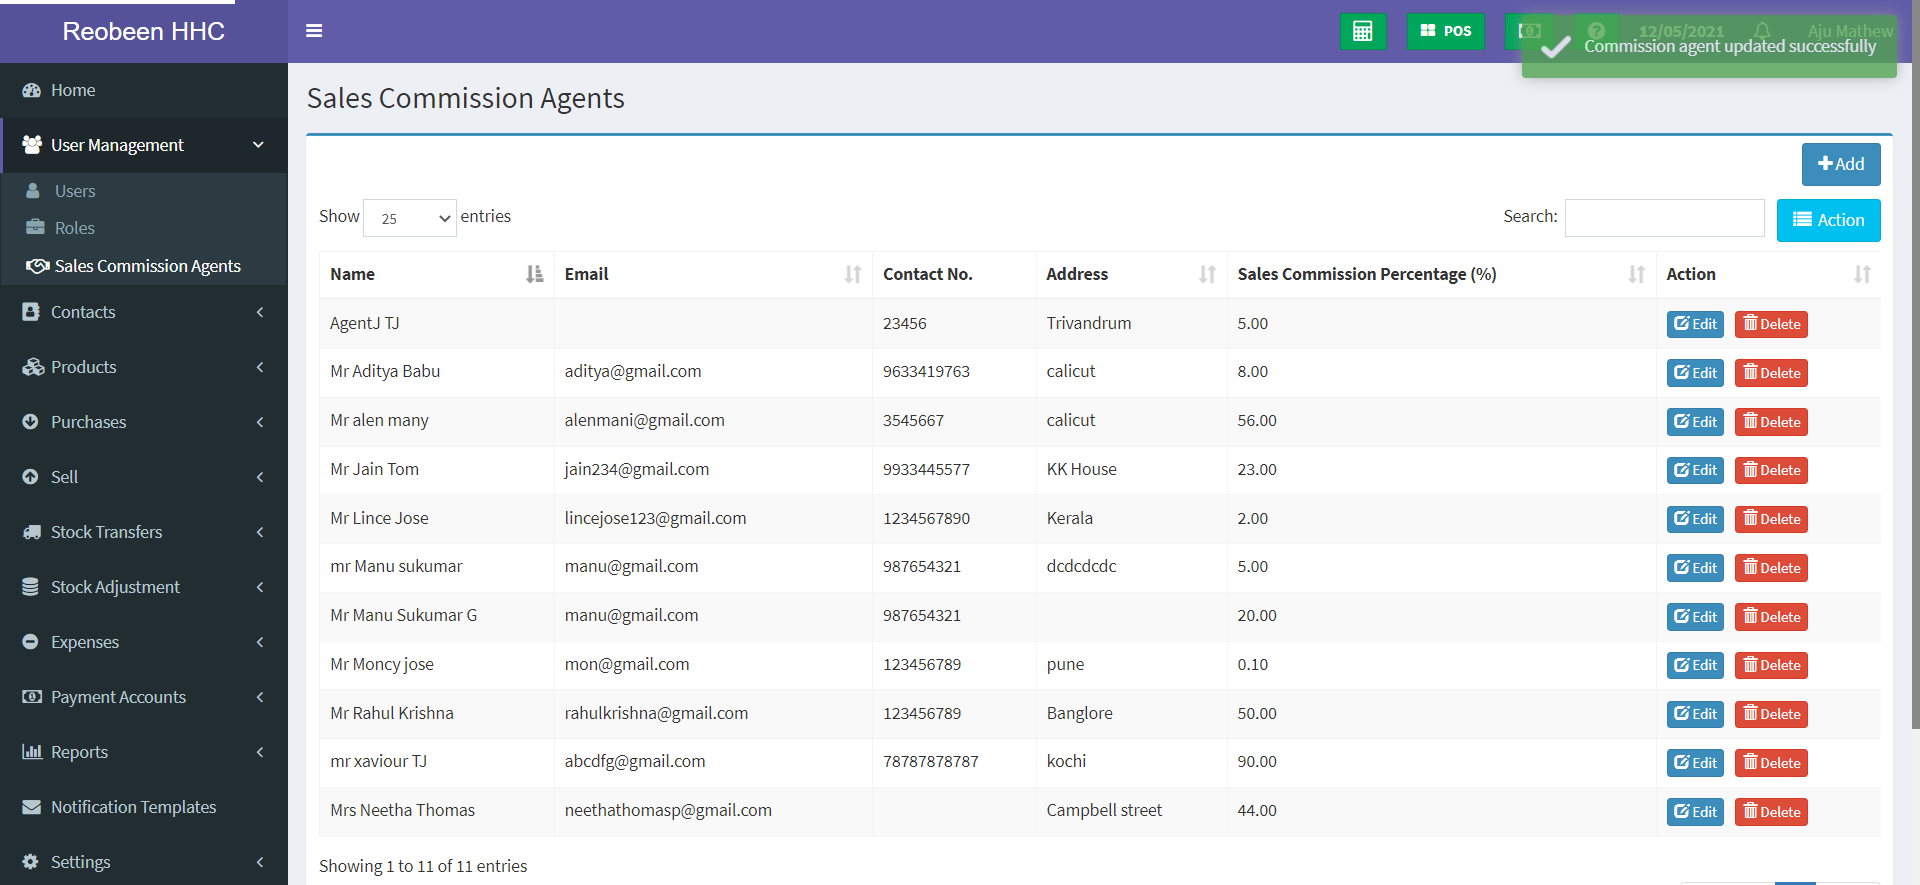 Reobeen HHC
POS
12/05/2021
Aju Mathew
Commission agent updated successfully
Home
User Management
Users
Roles
Sales Commission Agents
Contacts
Products
Purchases
Sell
Stock Transfers
Stock Adjustment
Expenses
Payment Accounts
Reports
Notification Templates
Settings
Sales Commission Agents
Add
Show 25 entries
Search:
Action
Name Email Contact No. Address Sales Commission Percentage (%) Action
AgentJ TJ 23456 Trivandrum 5.00 Edit Delete
Mr Aditya Babu aditya@gmail.com 9633419763 calicut 8.00 Edit Delete
Mr alen many alenmani@gmail.com 3545667 calicut 56.00 Edit Delete
Mr Jain Tom jain234@gmail.com 9933445577 KK House 23.00 Edit Delete
Mr Lince Jose lincejose123@gmail.com 1234567890 Kerala 2.00 Edit Delete
mr Manu sukumar manu@gmail.com 987654321 dcdcdcdc 5.00 Edit Delete
Mr Manu Sukumar G manu@gmail.com 987654321 20.00 Edit Delete
Mr Moncy jose mon@gmail.com 123456789 pune 0.10 Edit Delete
Mr Rahul Krishna rahulkrishna@gmail.com 123456789 Banglore 50.00 Edit Delete
mr xaviour TJ abcdfg@gmail.com 78787878787 kochi 90.00 Edit Delete
Mrs Neetha Thomas neethathomasp@gmail.com Campbell street 44.00 Edit Delete
Showing 1 to 11 of 11 entries